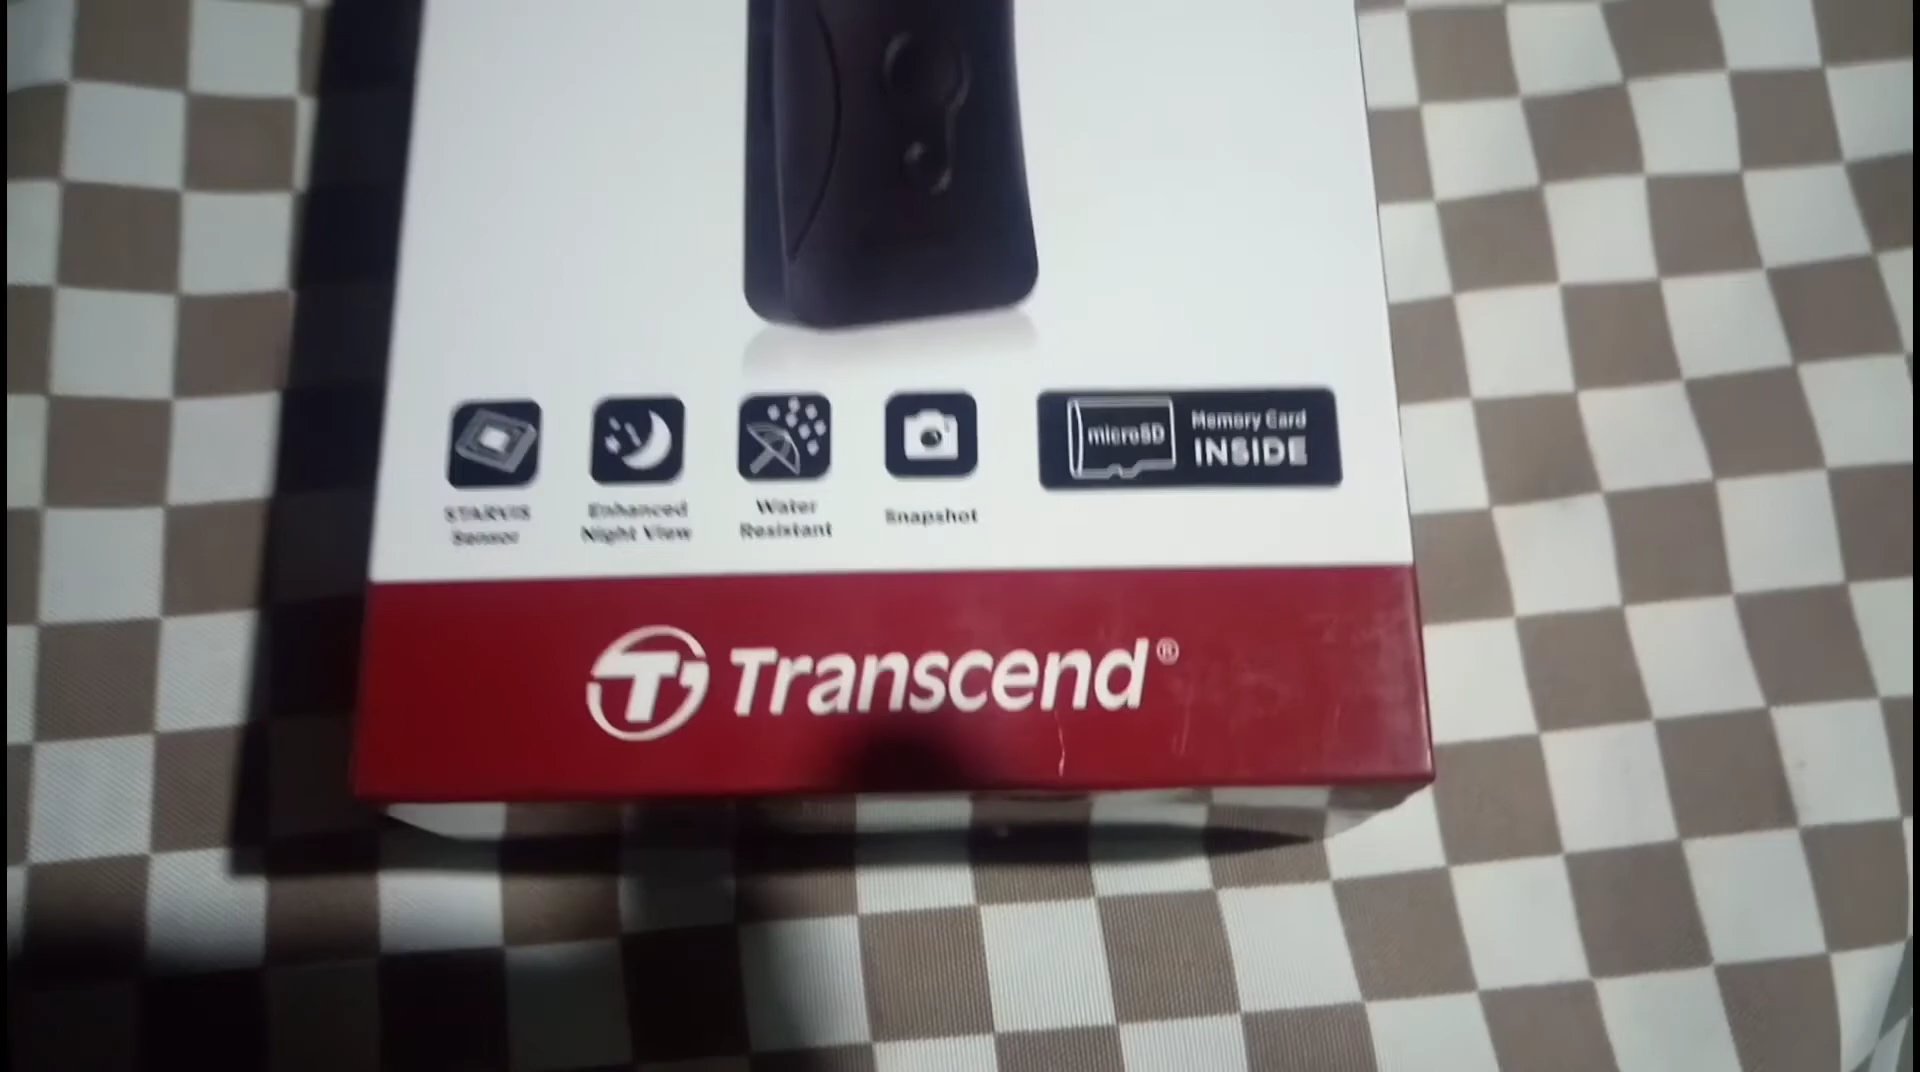 STARVIS
Sensor
Enhanced
Night View
Water
Resistant
Snapshot
microSD
Memory Card
INSIDE
Transcend®